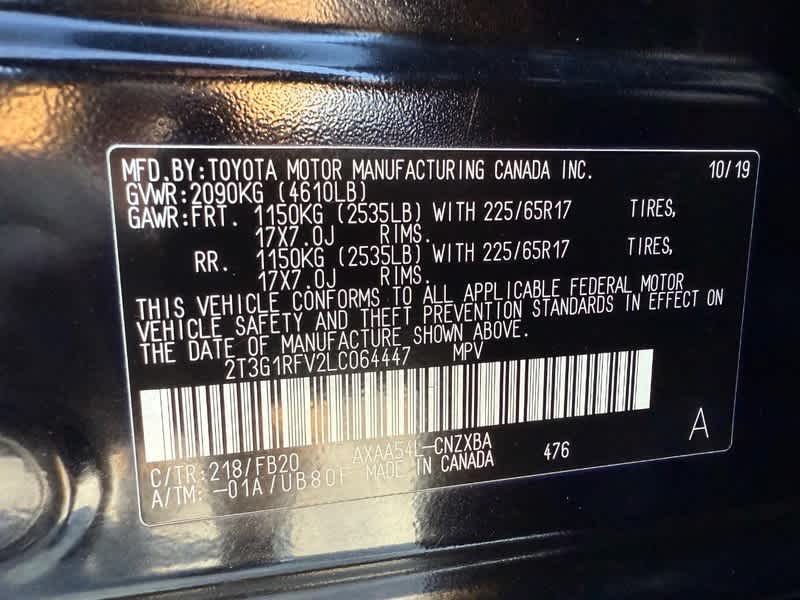 MFD.BY:TOYOTA MOTOR MANUFACTURING CANADA INC. 10/19
GVWR:2090KG (4610LB)
GAWR:FRT. 1150KG (2535LB) WITH 225/65R17 TIRES,
17X7.0J RIMS.
RR. 1150KG (2535LB) WITH 225/65R17 TIRES,
17X7.0J RIMS.
THIS VEHICLE CONFORMS TO ALL APPLICABLE FEDERAL MOTOR
VEHICLE SAFETY AND THEFT PREVENTION STANDARDS IN EFFECT ON
THE DATE OF MANUFACTURE SHOWN ABOVE.
2T3G1RFV2LC064447 MPV
A
C/TR:218/FB20 AXAA54L-CNZXBA 476
A/TM: -01A/UB80F MADE IN CANADA